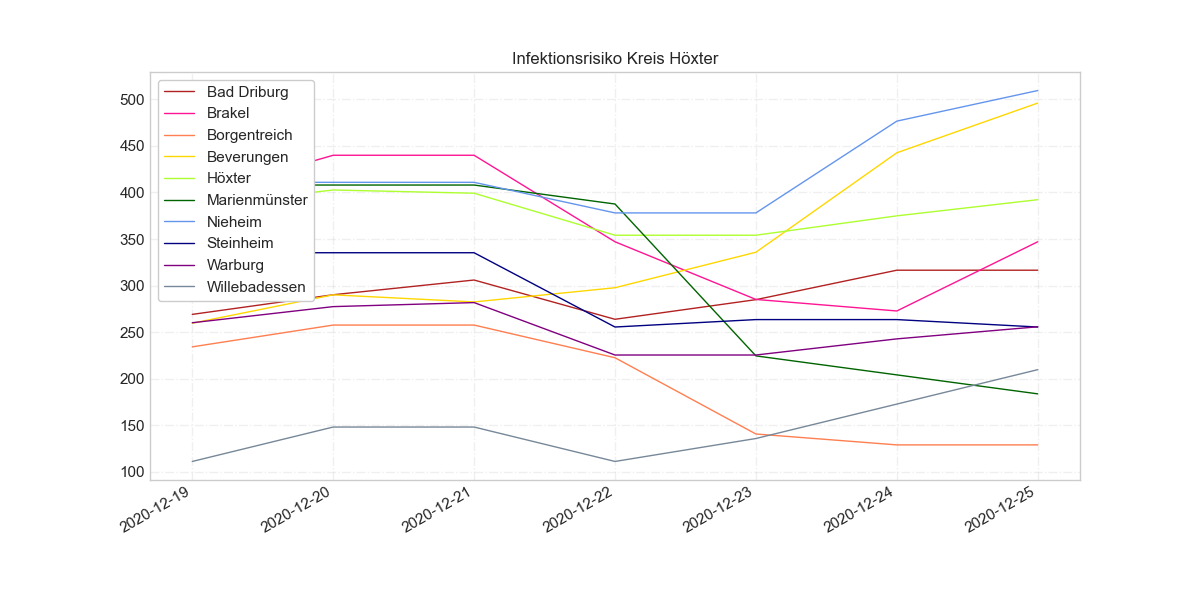 Infektionsrisiko Kreis Höxter
500
450
400
350
300
250
200
150
100
Bad Driburg
Brakel
Borgentreich
Beverungen
Höxter
Marienmünster
Nieheim
Steinheim
Warburg
Willebadessen
2020-12-19
2020-12-20
2020-12-21
2020-12-22
2020-12-23
2020-12-24
2020-12-25